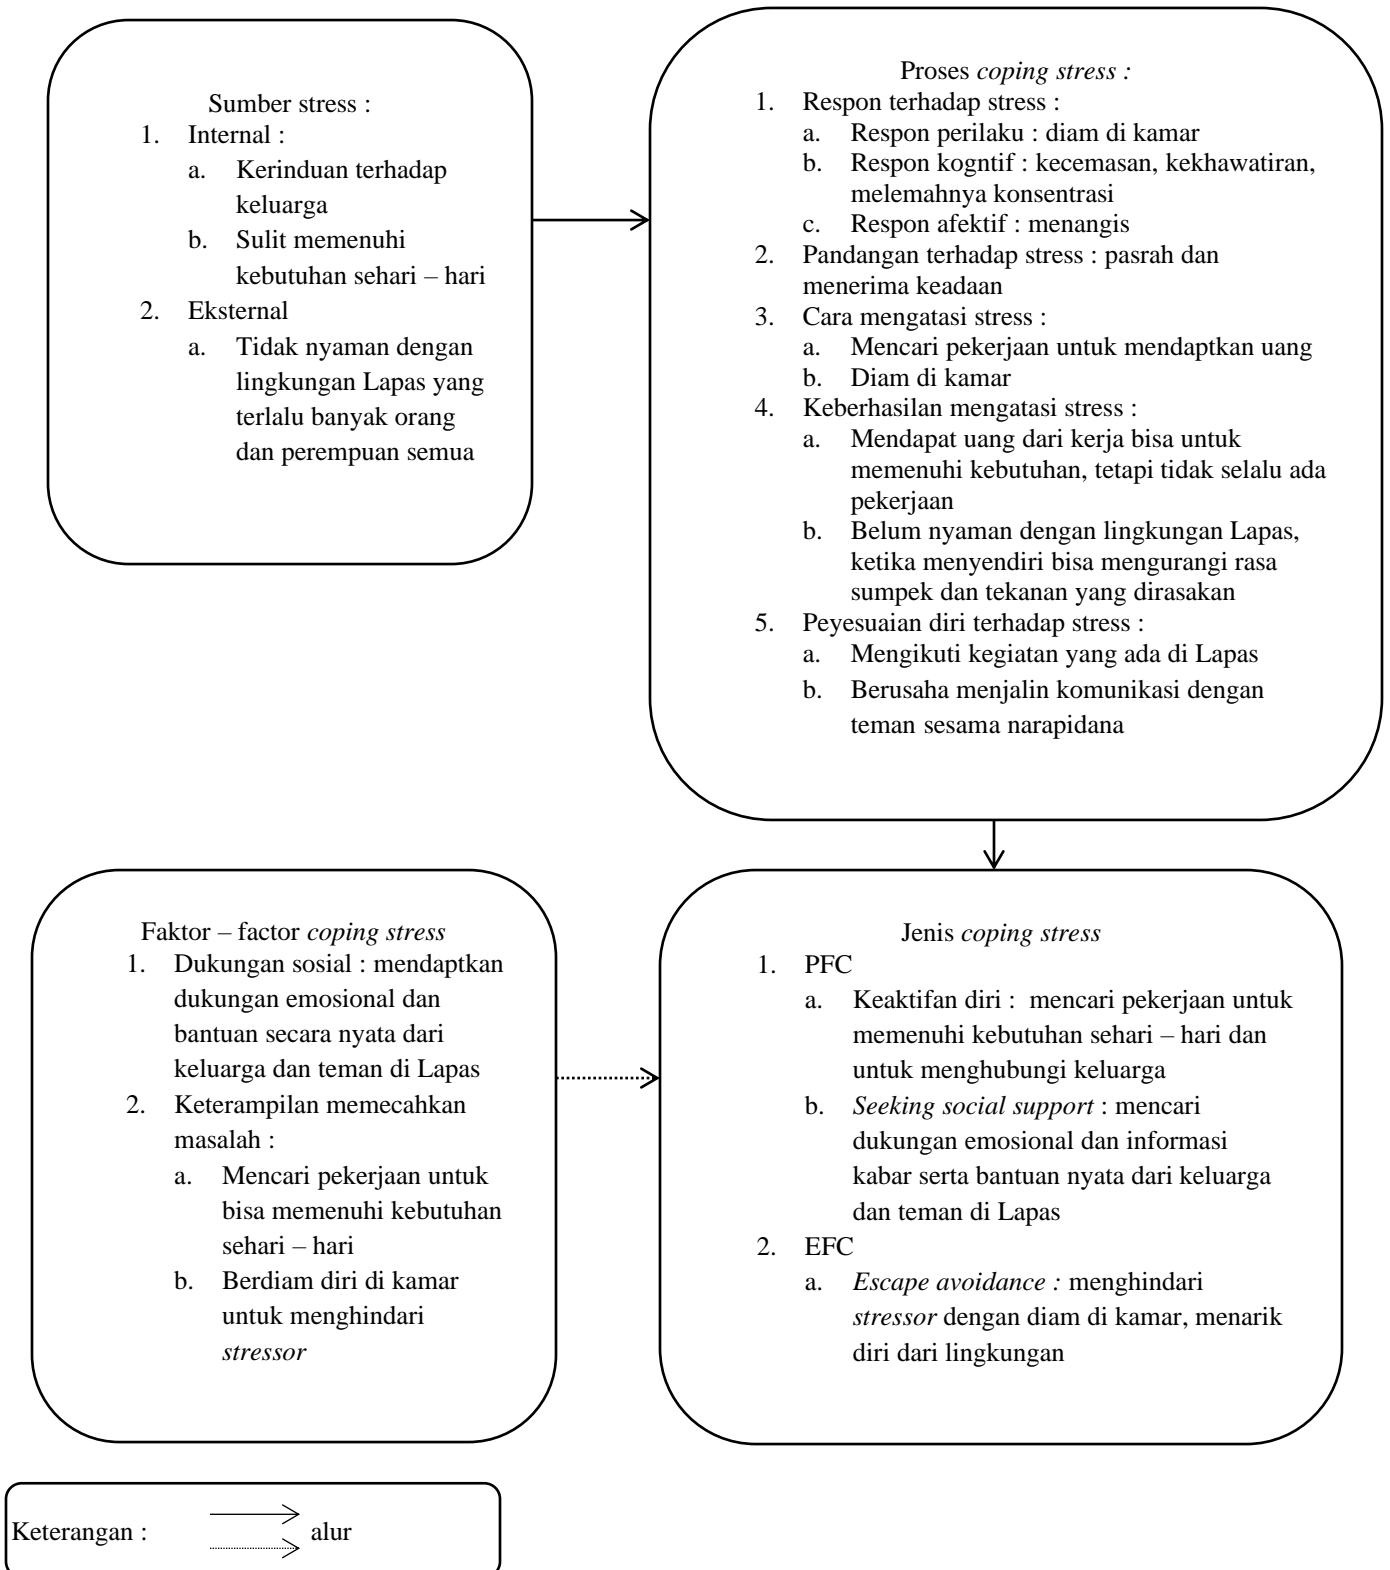 Sumber stress :
1. Internal :
a. Kerinduan terhadap
keluarga
b. Sulit memenuhi
kebutuhan sehari – hari
2. Eksternal
a. Tidak nyaman dengan
lingkungan Lapas yang
terlalu banyak orang
dan perempuan semua
Proses coping stress :
1. Respon terhadap stress :
a. Respon perilaku : diam di kamar
b. Respon kogntif : kecemasan, kekhawatiran,
melemahnya konsentrasi
c. Respon afektif : menangis
2. Pandangan terhadap stress : pasrah dan
menerima keadaan
3. Cara mengatasi stress :
a. Mencari pekerjaan untuk mendaptkan uang
b. Diam di kamar
4. Keberhasilan mengatasi stress :
a. Mendapat uang dari kerja bisa untuk
memenuhi kebutuhan, tetapi tidak selalu ada
pekerjaan
b. Belum nyaman dengan lingkungan Lapas,
ketika menyendiri bisa mengurangi rasa
sumpek dan tekanan yang dirasakan
5. Peyesuaian diri terhadap stress :
a. Mengikuti kegiatan yang ada di Lapas
b. Berusaha menjalin komunikasi dengan
teman sesama narapidana
Faktor – factor coping stress
1. Dukungan sosial : mendaptkan
dukungan emosional dan
bantuan secara nyata dari
keluarga dan teman di Lapas
2. Keterampilan memecahkan
masalah :
a. Mencari pekerjaan untuk
bisa memenuhi kebutuhan
sehari – hari
b. Berdiam diri di kamar
untuk menghindari
stressor
Jenis coping stress
1. PFC
a. Keaktifan diri : mencari pekerjaan untuk
memenuhi kebutuhan sehari – hari dan
untuk menghubungi keluarga
b. Seeking social support : mencari
dukungan emosional dan informasi
kabar serta bantuan nyata dari keluarga
dan teman di Lapas
2. EFC
a. Escape avoidance : menghindari
stressor dengan diam di kamar, menarik
diri dari lingkungan
Keterangan : alur